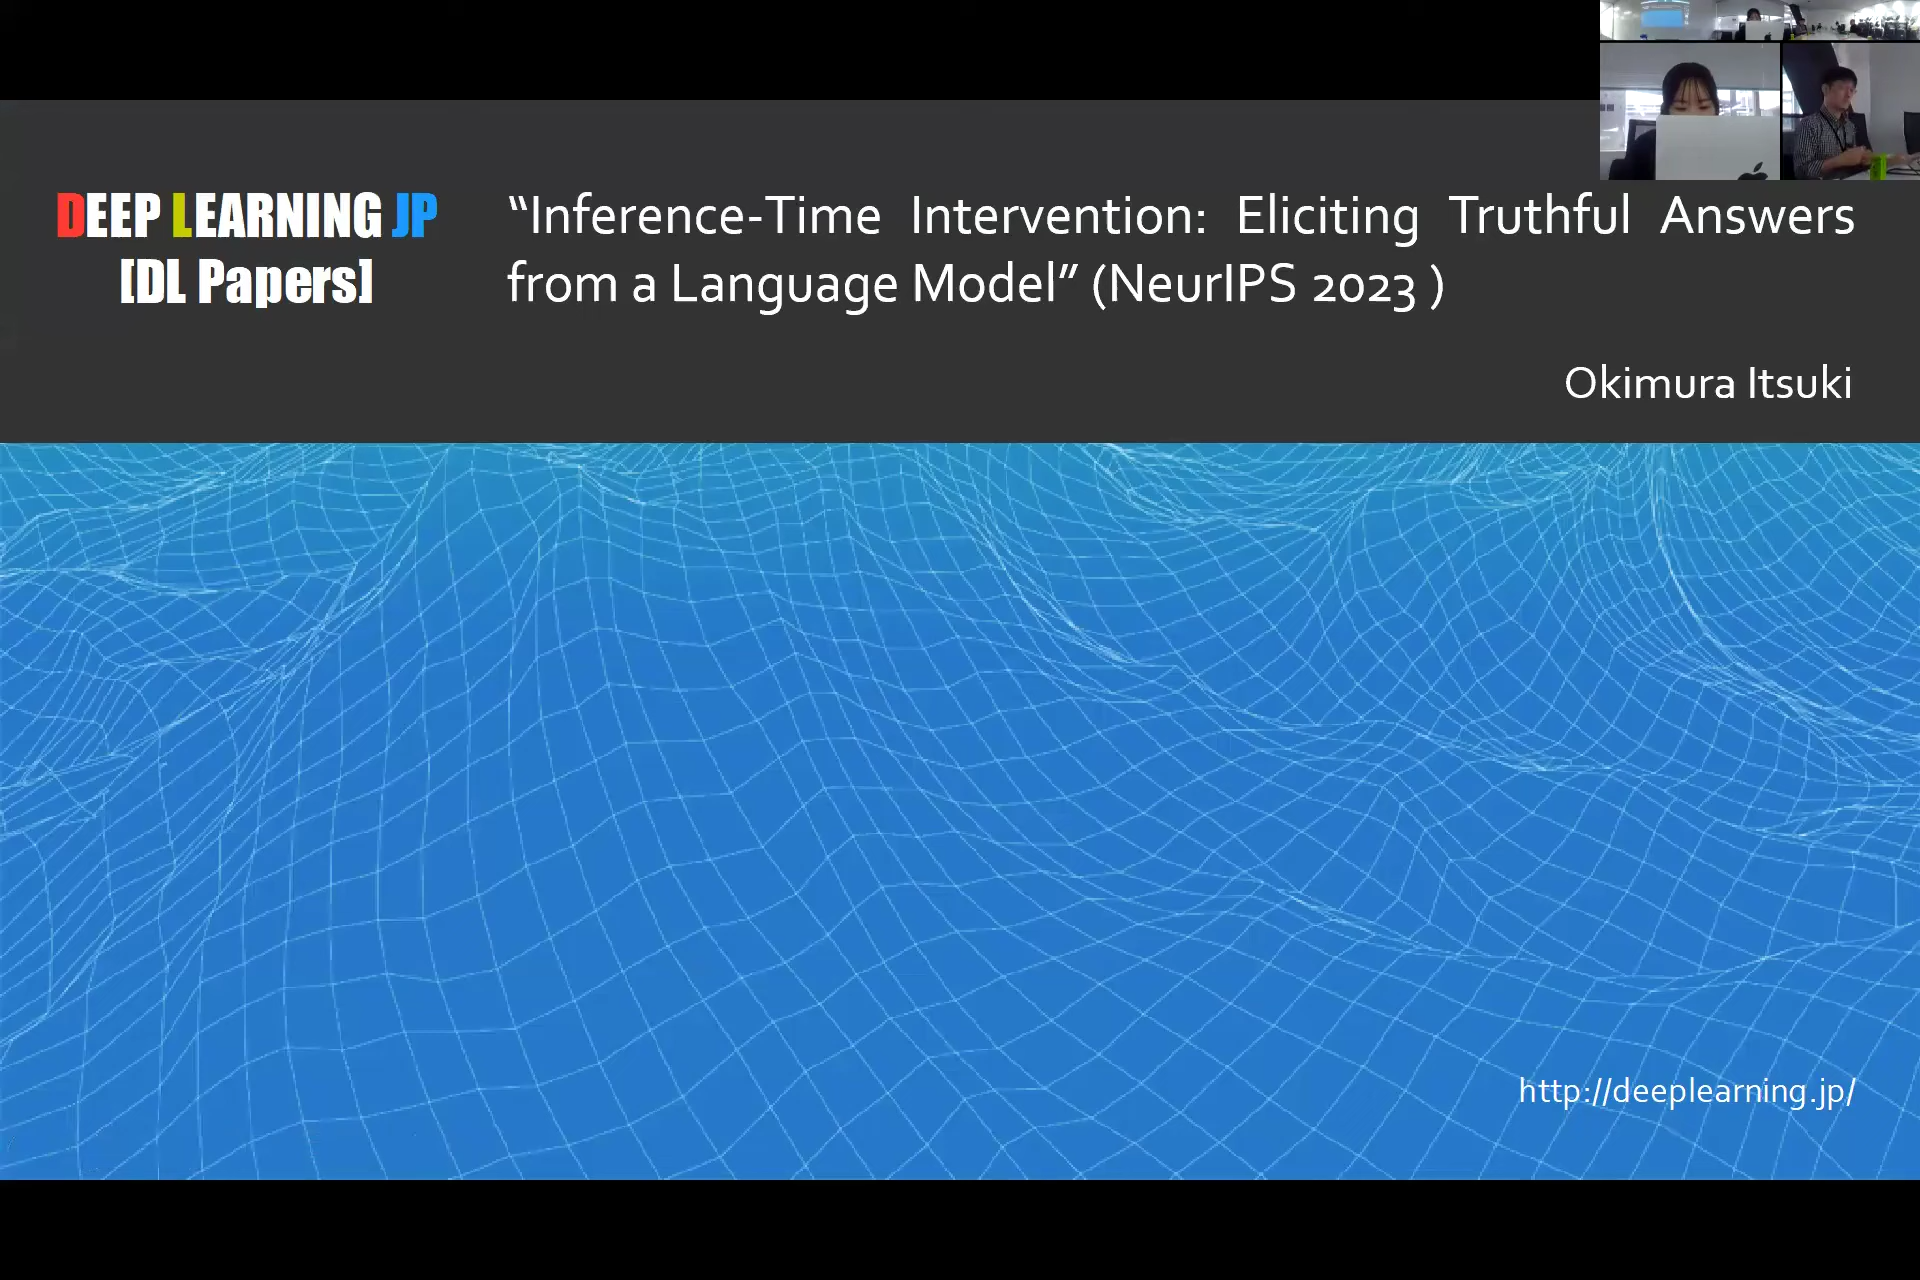 DEEP LEARNING JP
[DL Papers]
“Inference-Time Intervention: Eliciting Truthful Answers
from a Language Model” (NeurIPS 2023 )
Okimura Itsuki
http://deeplearning.jp/